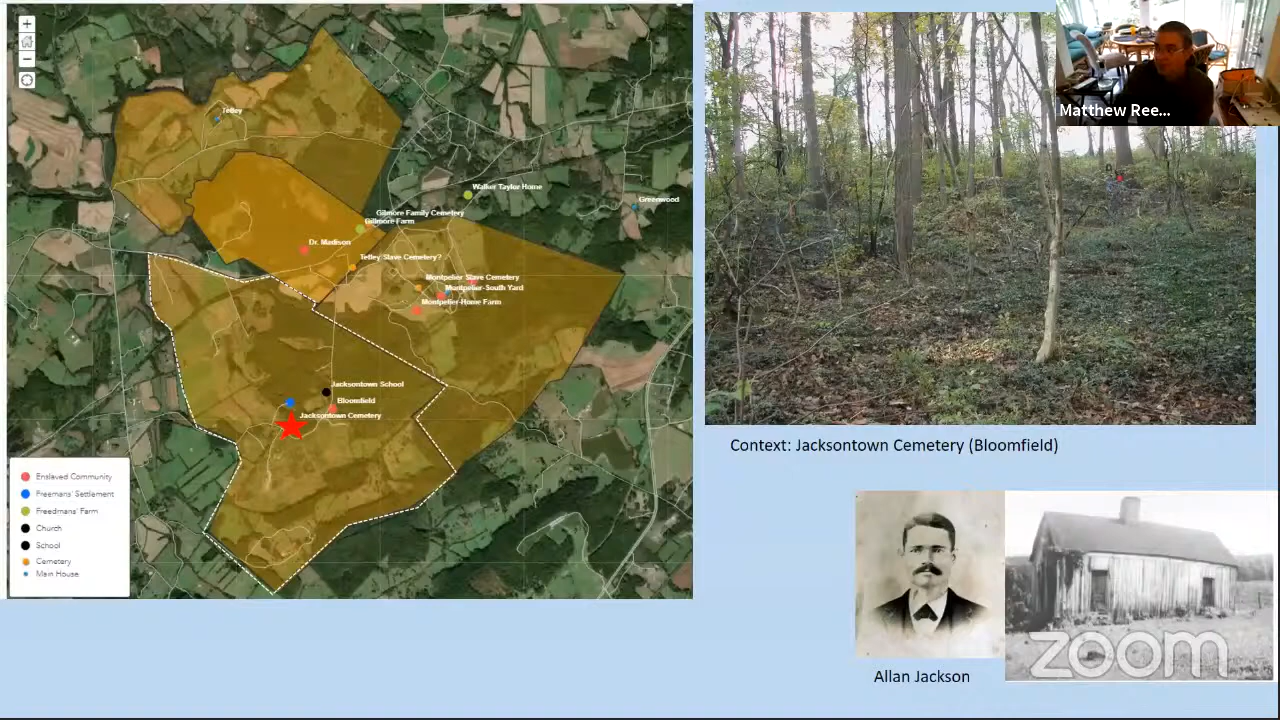 +
−
Tetley
Walker Taylor Home
Greenwood
Gilmore Family Cemetery
Gilmore Farm
Dr. Madison
Tetley Slave Cemetery?
Montpelier Slave Cemetery
Montpelier-South Yard
Montpelier-Home Farm
Jacksontown School
Bloomfield
Jacksontown Cemetery
Enslaved Community
Freemans' Settlement
Freedmans' Farm
Church
School
Cemetery
Main House
Matthew Ree...
Context: Jacksontown Cemetery (Bloomfield)
Allan Jackson
zoom